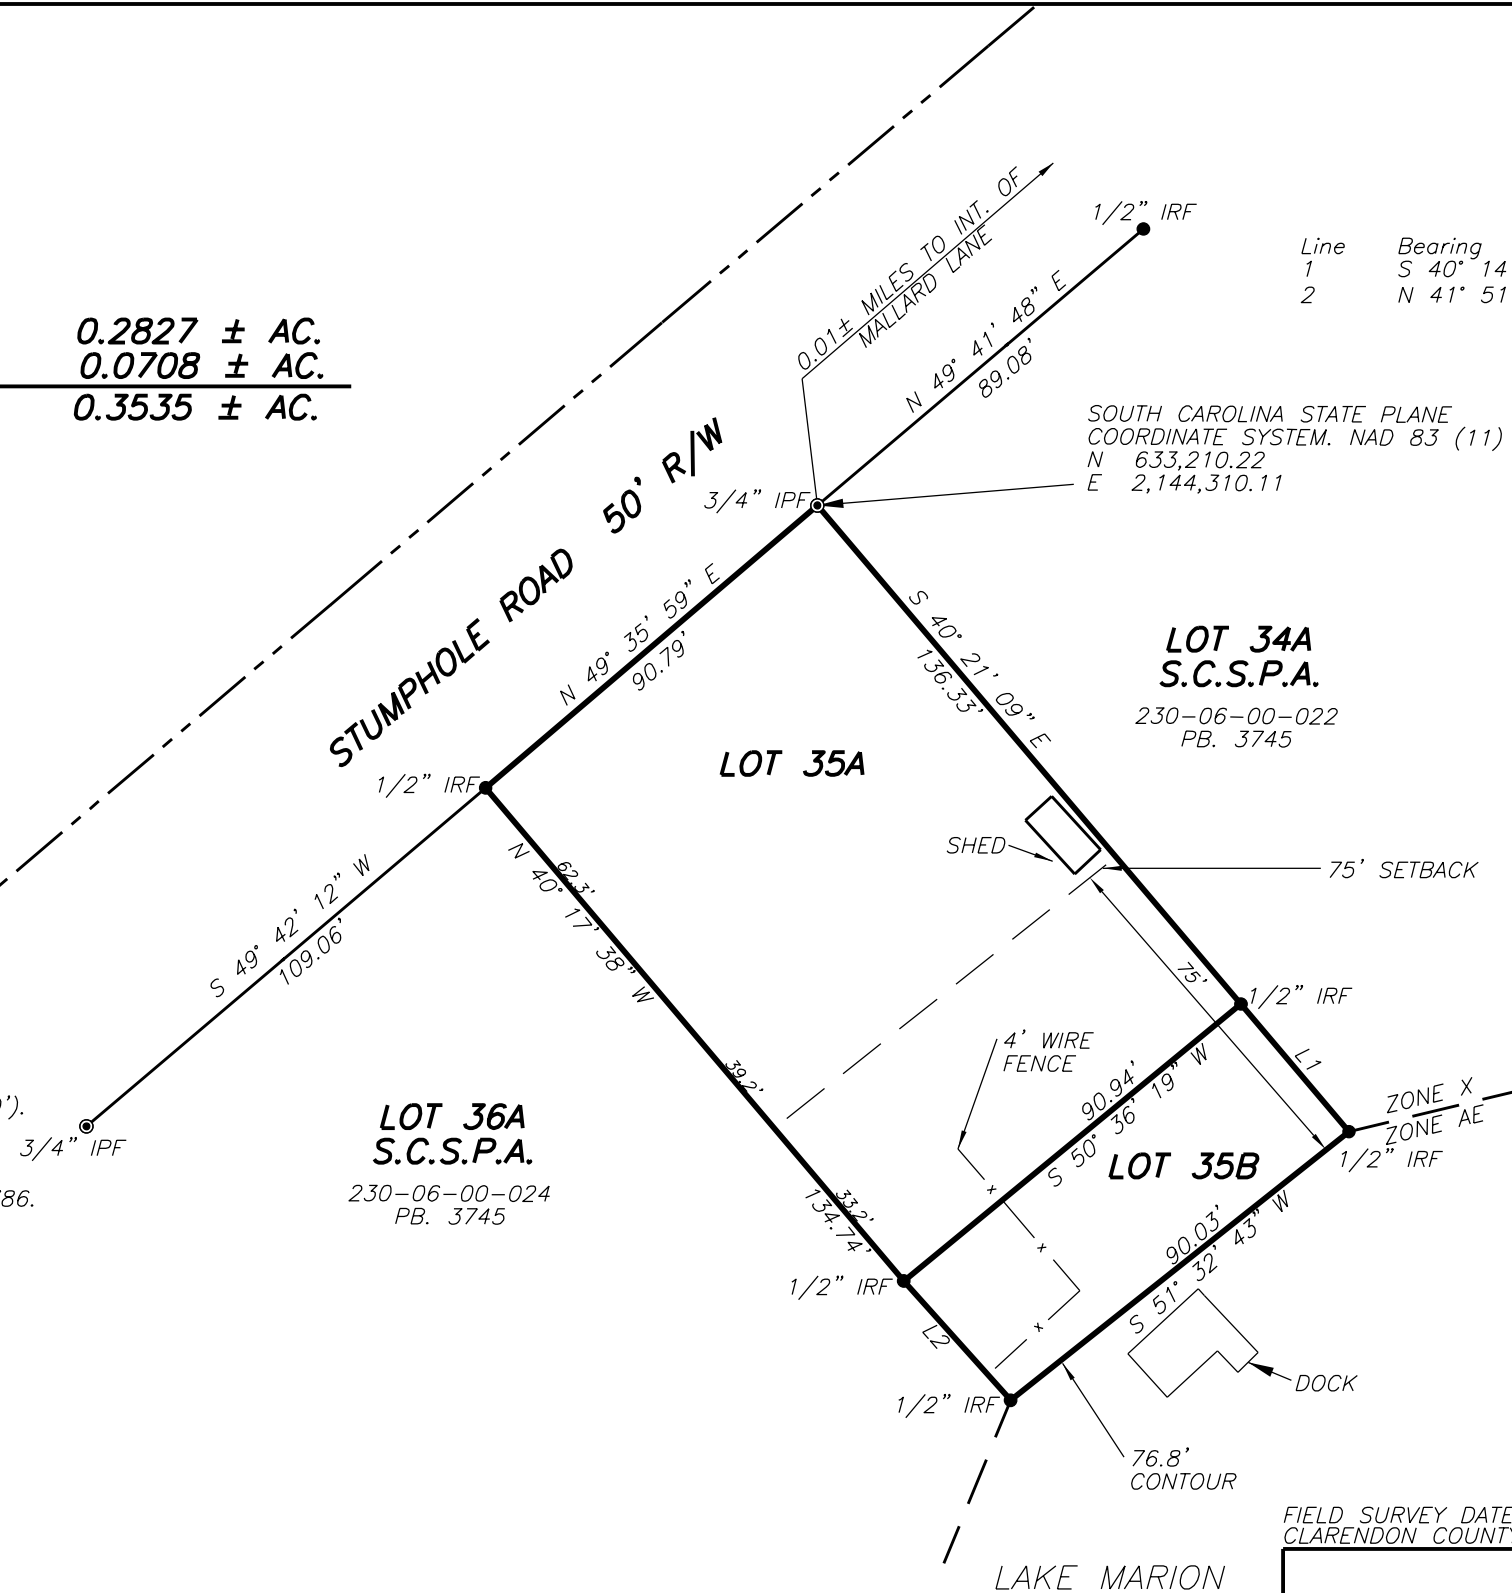 1/2" IRF
0.01± MILES TO INT. OF
MALLARD LANE
N 49° 41' 48" E
89.08'
Line Bearing
1 S 40° 14
2 N 41° 51
0.2827 ± AC.
0.0708 ± AC.
0.3535 ± AC.
SOUTH CAROLINA STATE PLANE
COORDINATE SYSTEM. NAD 83 (11)
N 633,210.22
E 2,144,310.11
STUMPHOLE ROAD 50' R/W
3/4" IPF
N 49° 35' 59" E
90.79'
S 40° 21' 09" E
136.33'
LOT 34A
S.C.S.P.A.
230-06-00-022
PB. 3745
LOT 35A
1/2" IRF
SHED
75' SETBACK
62.3'
N 40° 17' 38" W
S 49° 42' 12" W
109.06'
75'
1/2" IRF
4' WIRE
FENCE
39.2'
90.94'
S 50° 36' 19" W
L1
ZONE X
ZONE AE
').
3/4" IPF
LOT 36A
S.C.S.P.A.
230-06-00-024
PB. 3745
786.
LOT 35B
1/2" IRF
33.2'
134.74'
x
x
x
1/2" IRF
90.03'
S 51° 32' 43" W
L2
DOCK
1/2" IRF
76.8'
CONTOUR
FIELD SURVEY DATE
CLARENDON COUNTY
LAKE MARION